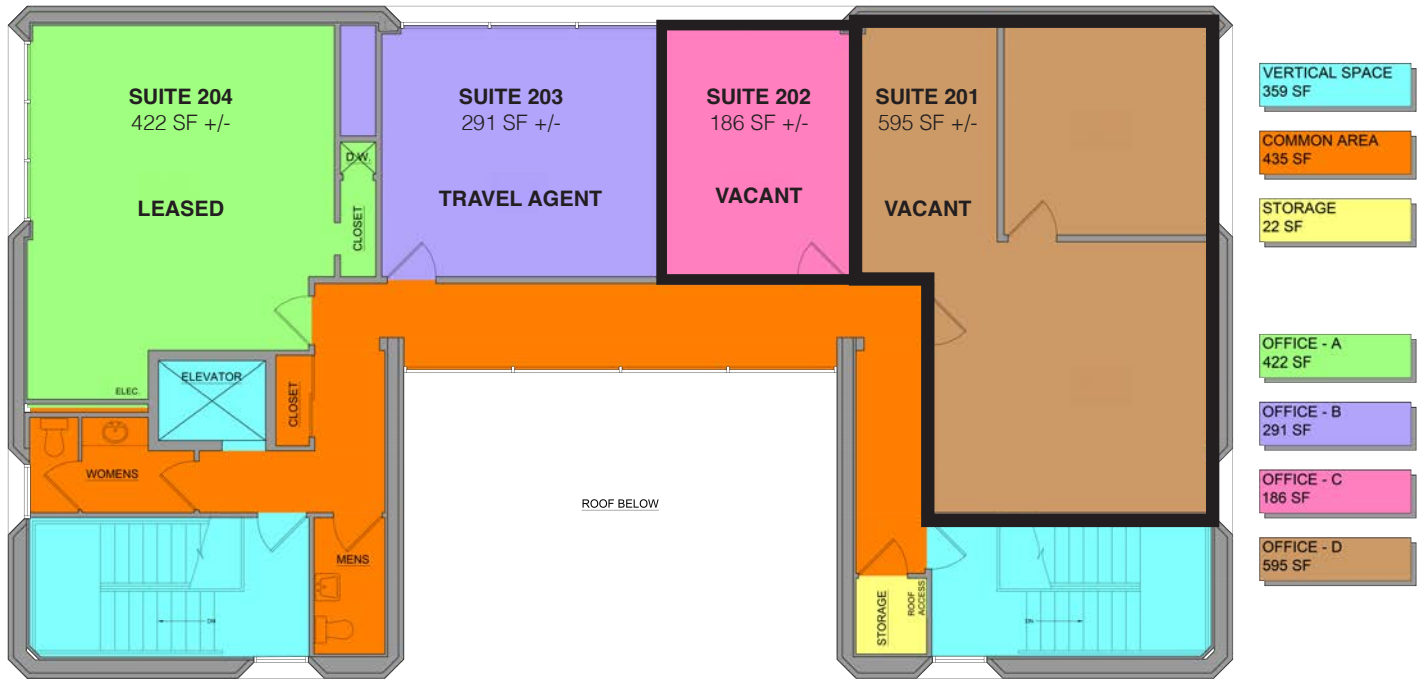 SUITE 204
422 SF +/-
LEASED
D.W.
CLOSET
SUITE 203
291 SF +/-
TRAVEL AGENT
SUITE 202
186 SF +/-
VACANT
SUITE 201
595 SF +/-
VACANT
ELEC.
ELEVATOR
CLOSET
WOMENS
MENS
DN
ROOF BELOW
STORAGE
ROOF
ACCESS
DN
VERTICAL SPACE
359 SF
COMMON AREA
435 SF
STORAGE
22 SF
OFFICE - A
422 SF
OFFICE - B
291 SF
OFFICE - C
186 SF
OFFICE - D
595 SF